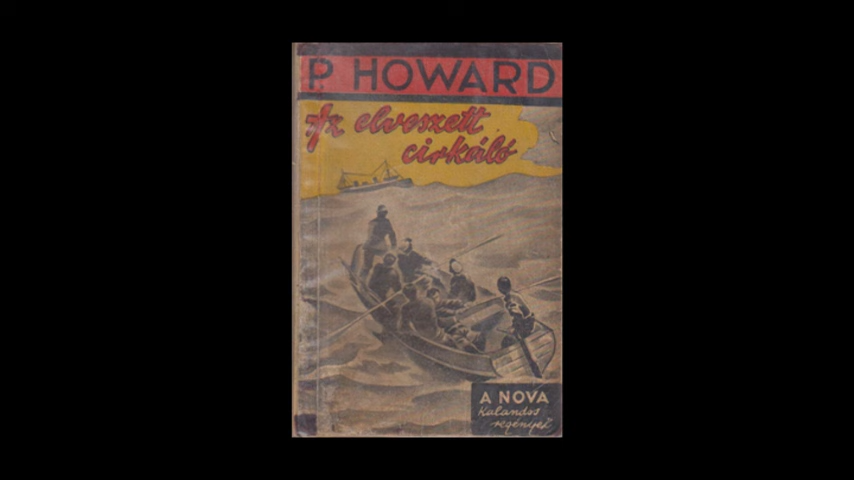 P. HOWARD
Az elveszett
cirkáló
A NOVA
Kalandos
regényei